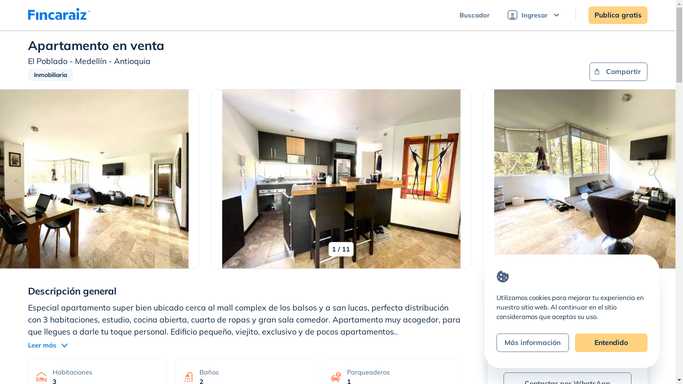 Fincaraiz
Buscador
Ingresar
Publica gratis
Apartamento en venta
El Poblado - Medellín - Antioquia
Inmobiliaria
Compartir
1 / 11
Descripción general
Especial apartamento super bien ubicado cerca al mall complex de los balsos y a san lucas, perfecta distribución
con 3 habitaciones, estudio, cocina abierta, cuarto de ropas y gran sala comedor. Apartamento muy acogedor, para
que llegues a darle tu toque personal. Edificio pequeño, viejito, exclusivo y de pocos apartamentos..
Leer más
Habitaciones
3
Baños
2
Parqueaderos
1
Utilizamos cookies para mejorar tu experiencia en
nuestro sitio web. Al continuar en el sitio
consideramos que aceptas su uso.
Más información
Entendido
Contactar por WhatsApp